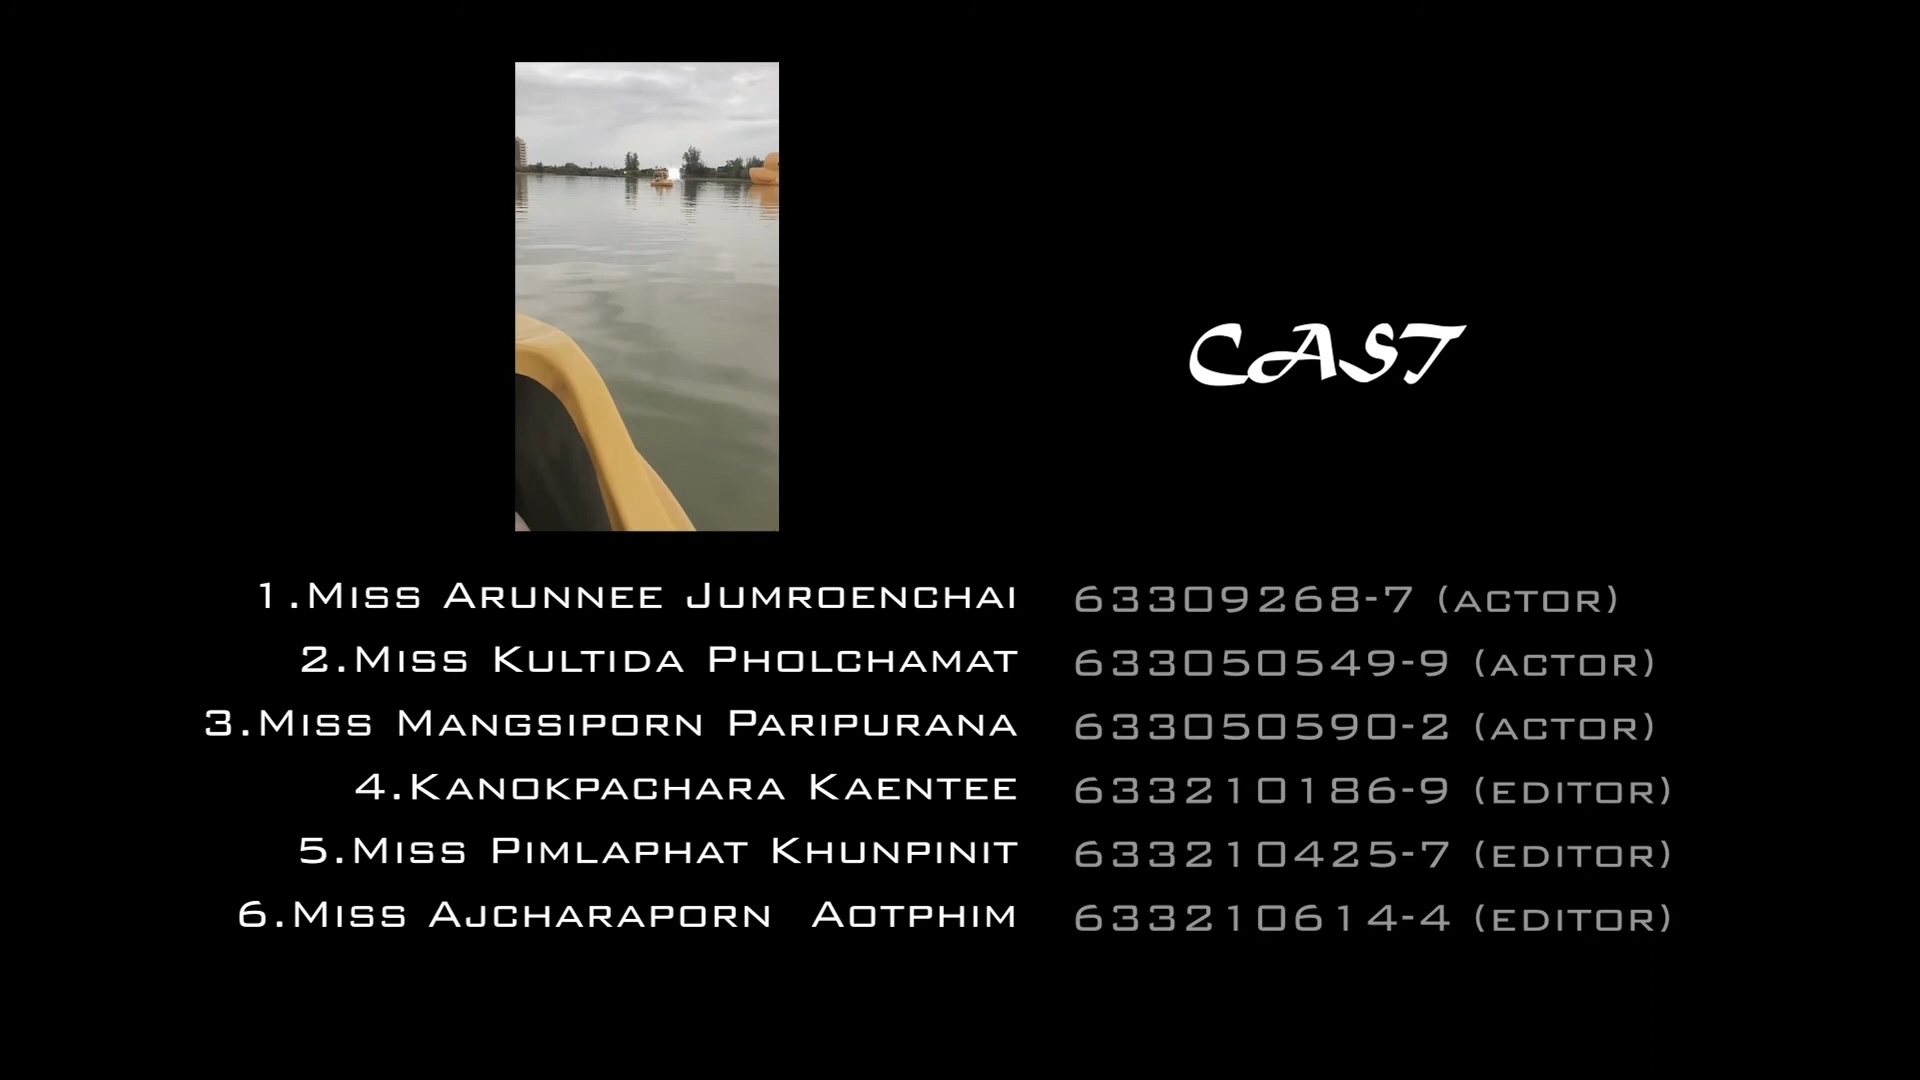 CAST
1.Miss Arunnee Jumroenchai 63309268-7 (actor)
2.Miss Kultida Pholchamat 633050549-9 (actor)
3.Miss Mangsiporn Paripurana 633050590-2 (actor)
4.Kanokpachara Kaentee 633210186-9 (editor)
5.Miss Pimlaphat Khunpinit 633210425-7 (editor)
6.Miss Ajcharaporn  Aotphim 633210614-4 (editor)